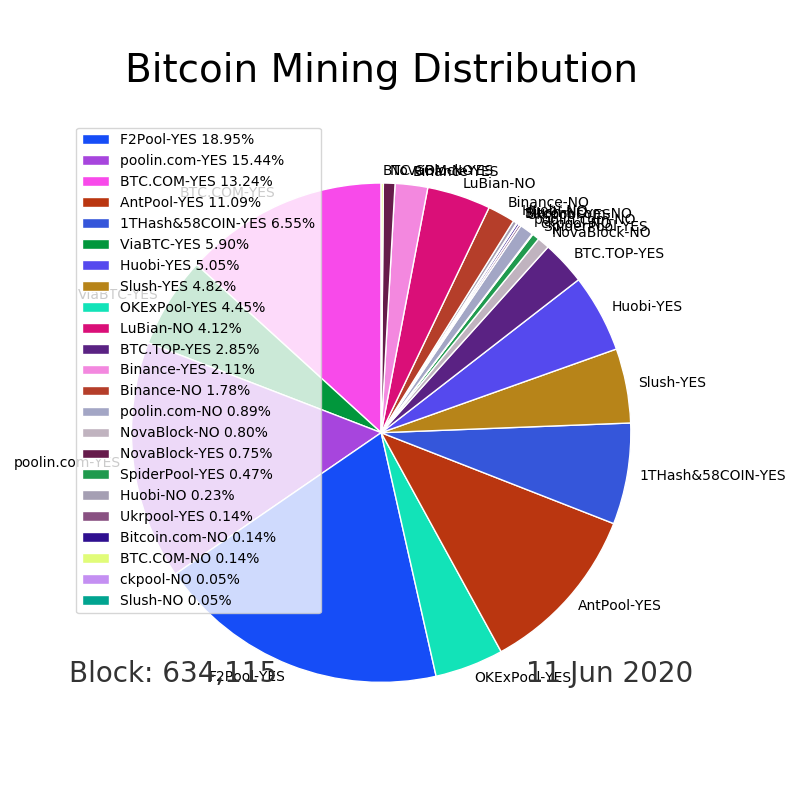 Bitcoin Mining Distribution
F2Pool-YES 18.95%
poolin.com-YES 15.44%
BTC.COM-YES 13.24%
AntPool-YES 11.09%
1THash&58COIN-YES 6.55%
ViaBTC-YES 5.90%
Huobi-YES 5.05%
Slush-YES 4.82%
OKExPool-YES 4.45%
LuBian-NO 4.12%
BTC.TOP-YES 2.85%
Binance-YES 2.11%
Binance-NO 1.78%
poolin.com-NO 0.89%
NovaBlock-NO 0.80%
NovaBlock-YES 0.75%
SpiderPool-YES 0.47%
Huobi-NO 0.23%
Ukrpool-YES 0.14%
Bitcoin.com-NO 0.14%
BTC.COM-NO 0.14%
ckpool-NO 0.05%
Slush-NO 0.05%
BTC.COM-YES
ViaBTC-YES
poolin.com-YES
F2Pool-YES
OKExPool-YES
AntPool-YES
1THash&58COIN-YES
Slush-YES
Huobi-YES
BTC.TOP-YES
NovaBlock-NO
Binance-NO
LuBian-NO
Binance-YES
Block: 634,115
11 Jun 2020